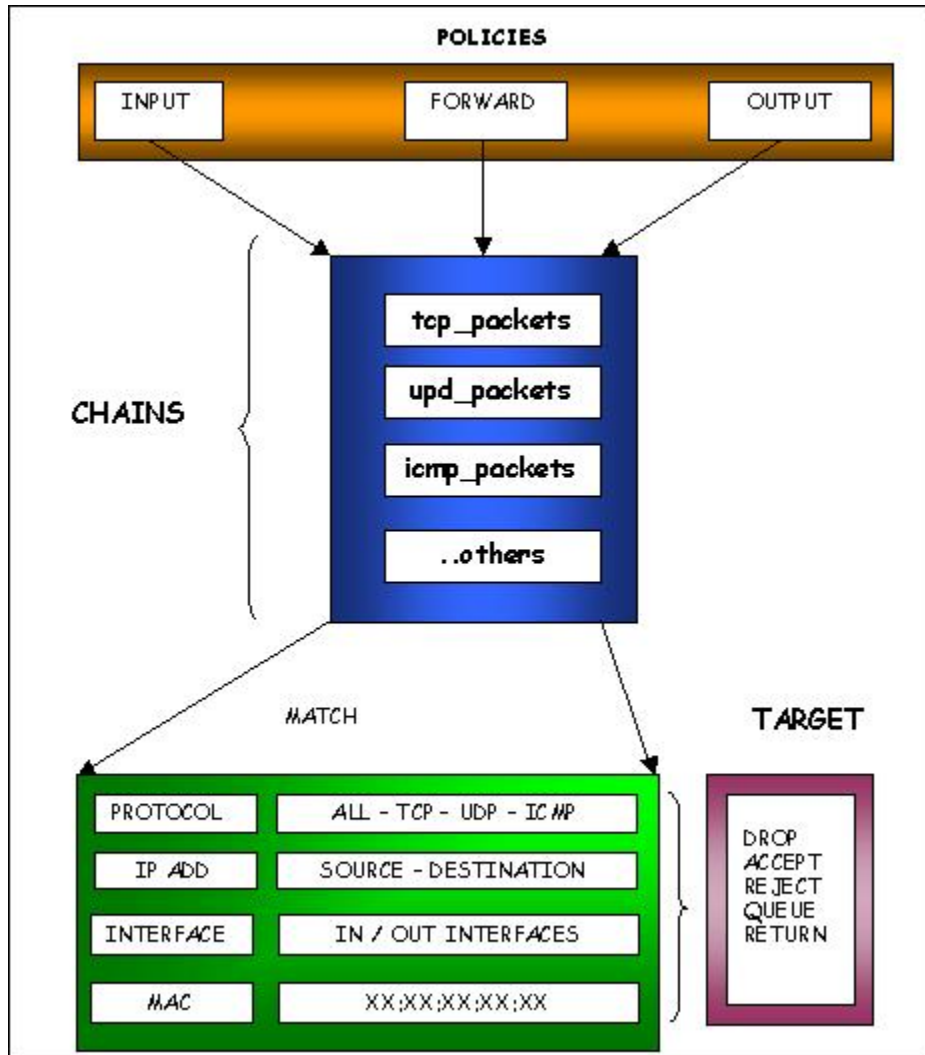 POLICIES
INPUT
FORWARD
OUTPUT
CHAINS
tcp_packets
upd_packets
icmp_packets
..others
MATCH
TARGET
PROTOCOL
ALL - TCP - UDP - ICMP
IP ADD
SOURCE - DESTINATION
INTERFACE
IN / OUT INTERFACES
MAC
XX;XX;XX;XX;XX
DROP
ACCEPT
REJECT
QUEUE
RETURN